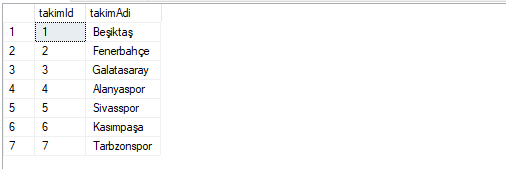 takimId takimAdi
1 1 Beşiktaş
2 2 Fenerbahçe
3 3 Galatasaray
4 4 Alanyaspor
5 5 Sivasspor
6 6 Kasımpaşa
7 7 Tarbzonspor